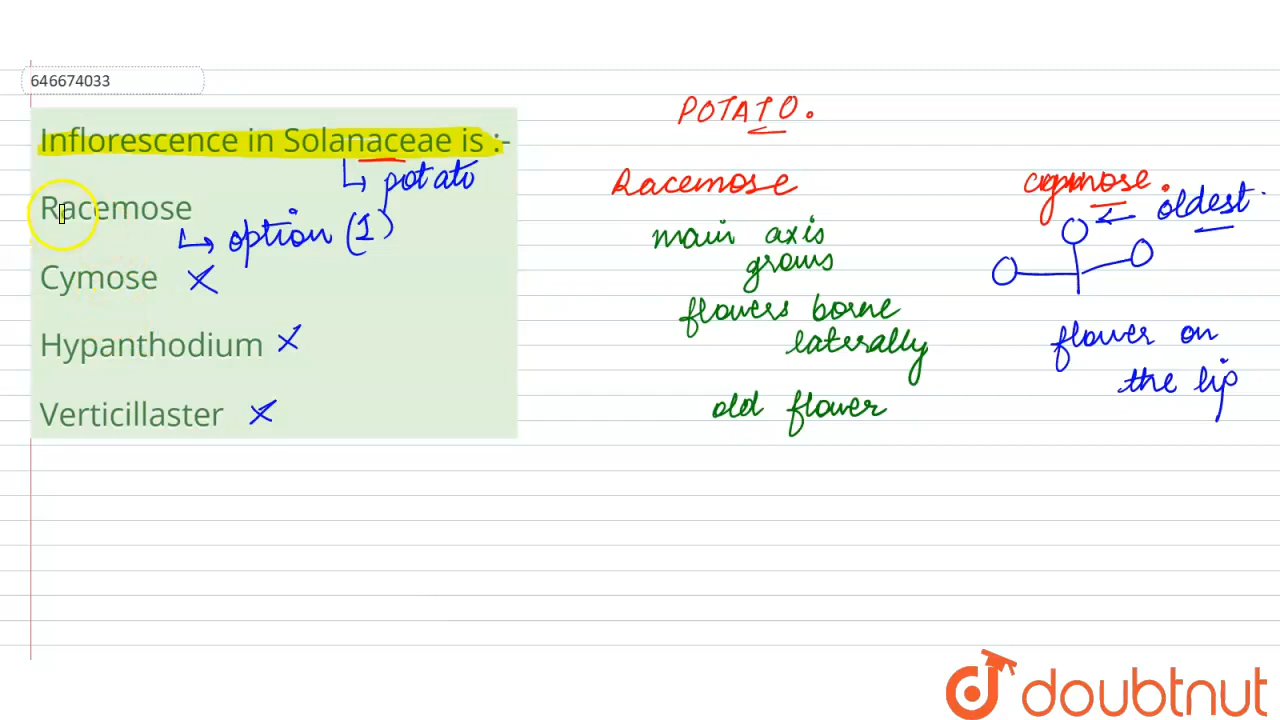 646674033
Inflorescence in Solanaceae is :-
↳ potato
Racemose
↳ option (1)
Cymose ×
Hypanthodium ×
Verticillaster ×
POTATO.
Racemose
main axis
grows
flowers borne
laterally
old flower
cymose.
← oldest.
flower on
the lip
doubtnut